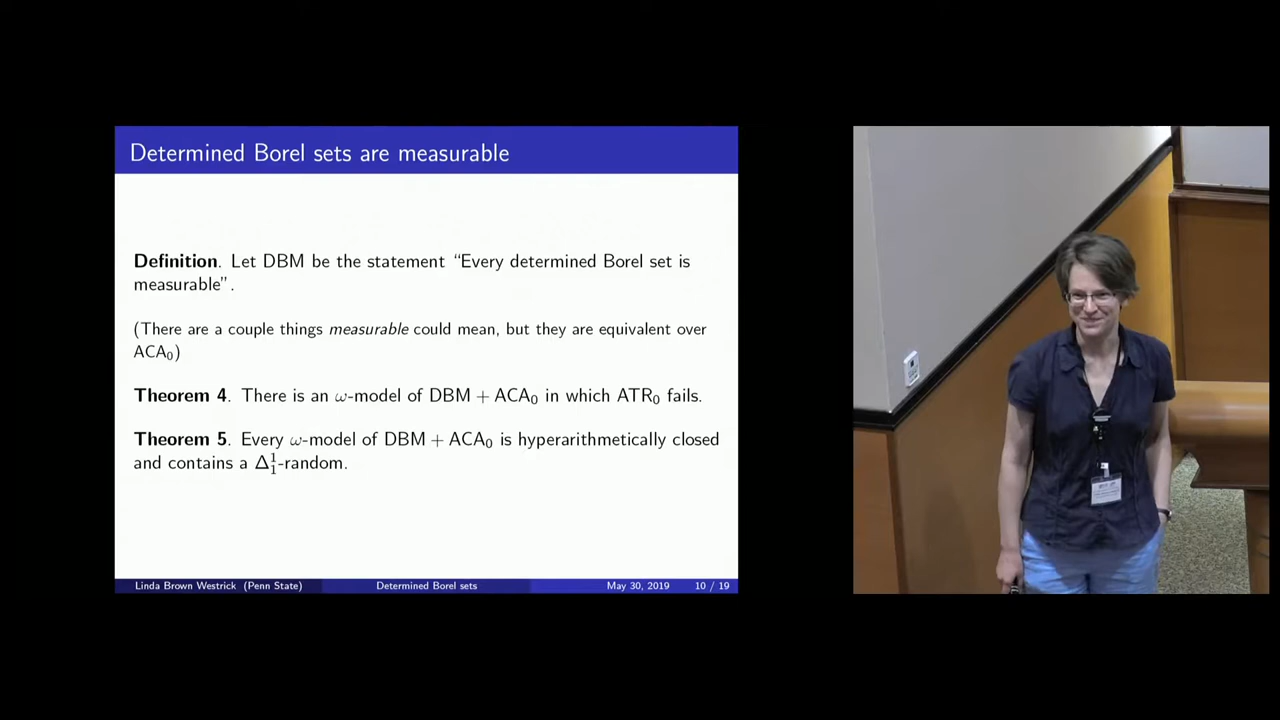 Determined Borel sets are measurable
Definition. Let DBM be the statement “Every determined Borel set is
measurable”.
(There are a couple things measurable could mean, but they are equivalent over
ACA₀)
Theorem 4. There is an ω-model of DBM + ACA₀ in which ATR₀ fails.
Theorem 5. Every ω-model of DBM + ACA₀ is hyperarithmetically closed
and contains a Δ¹₁-random.
Linda Brown Westrick (Penn State) Determined Borel sets May 30, 2019 10 / 19